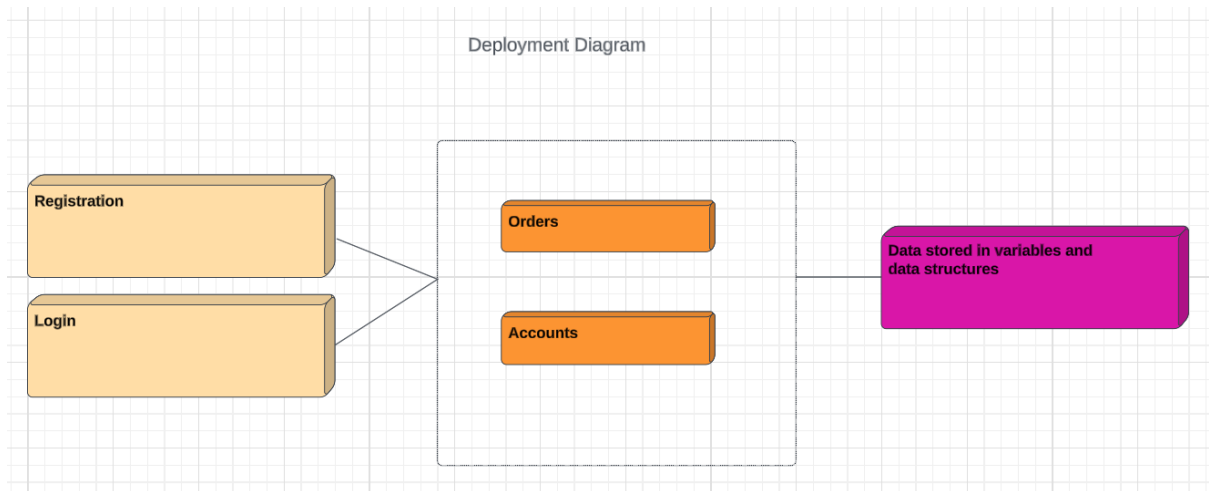 Deployment Diagram
Registration
Login
Orders
Accounts
Data stored in variables and
data structures